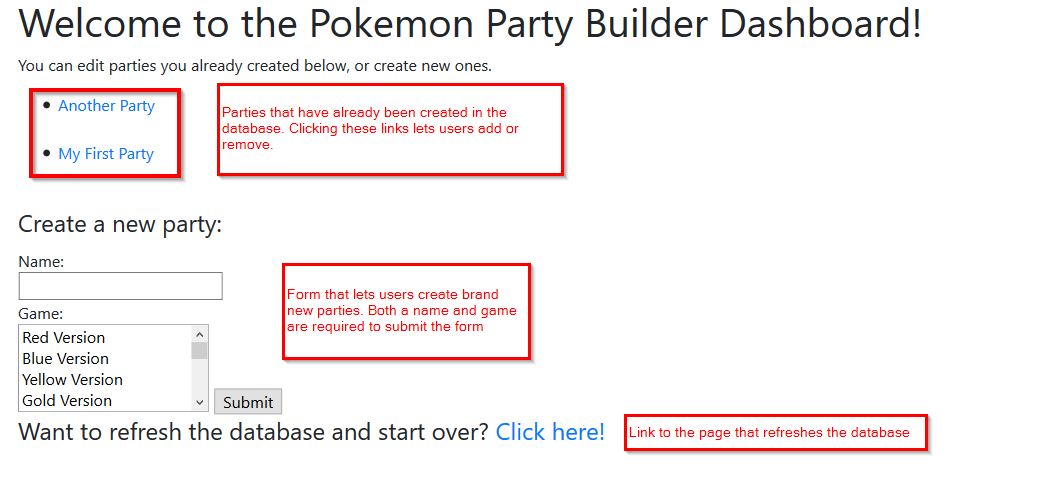 Welcome to the Pokemon Party Builder Dashboard!
You can edit parties you already created below, or create new ones.
Another Party
My First Party
Parties that have already been created in the
database. Clicking these links lets users add or
remove.
Create a new party:
Name:
Game:
Red Version
Blue Version
Yellow Version
Gold Version
Submit
Form that lets users create brand
new parties. Both a name and game
are required to submit the form
Want to refresh the database and start over? Click here!
Link to the page that refreshes the database